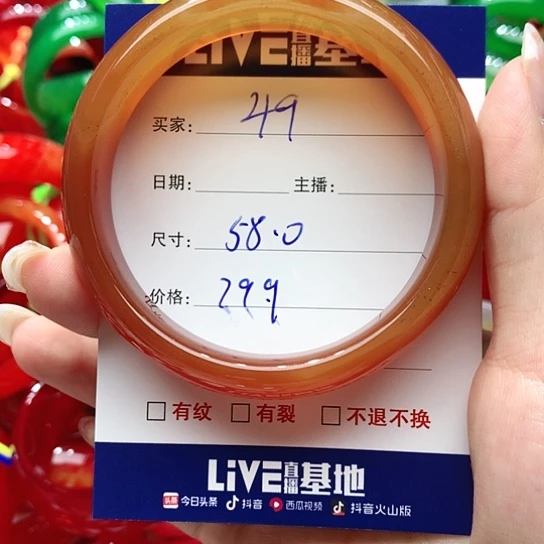 LIVE直播基地
买家: 49
日期: 主播:
尺寸: 58.0
价格: 299
有纹 有裂 不退不换
LIVE直播基地
头条 今日头条 抖音 西瓜视频 抖音火山版